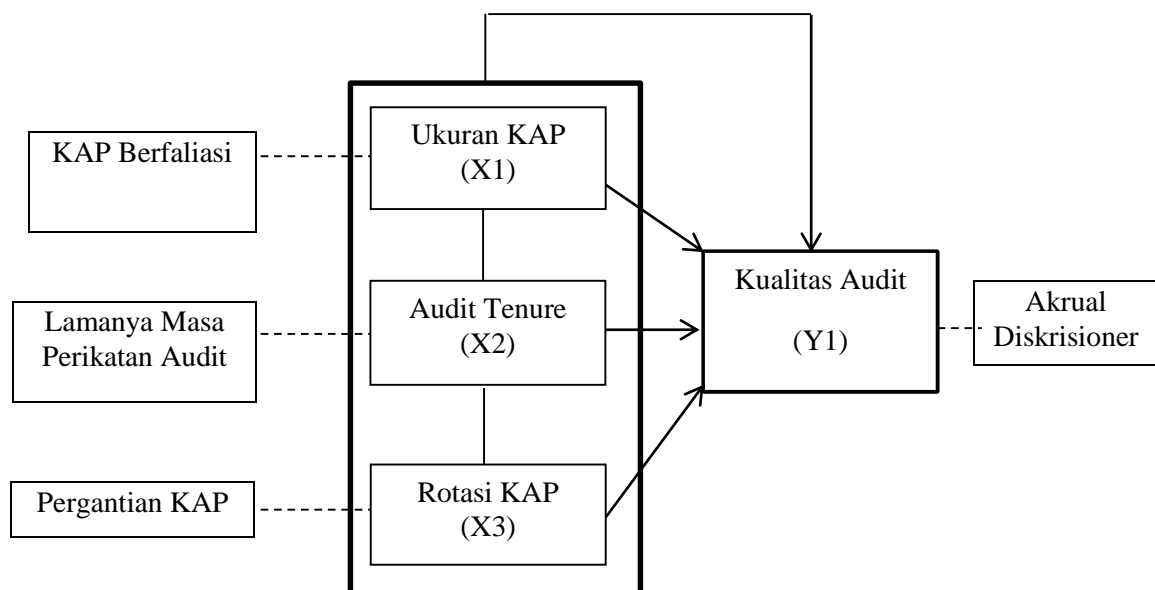 KAP Berfaliasi
Ukuran KAP
(X1)
Lamanya Masa
Perikatan Audit
Audit Tenure
(X2)
Pergantian KAP
Rotasi KAP
(X3)
Kualitas Audit
(Y1)
Akrual
Diskrisioner